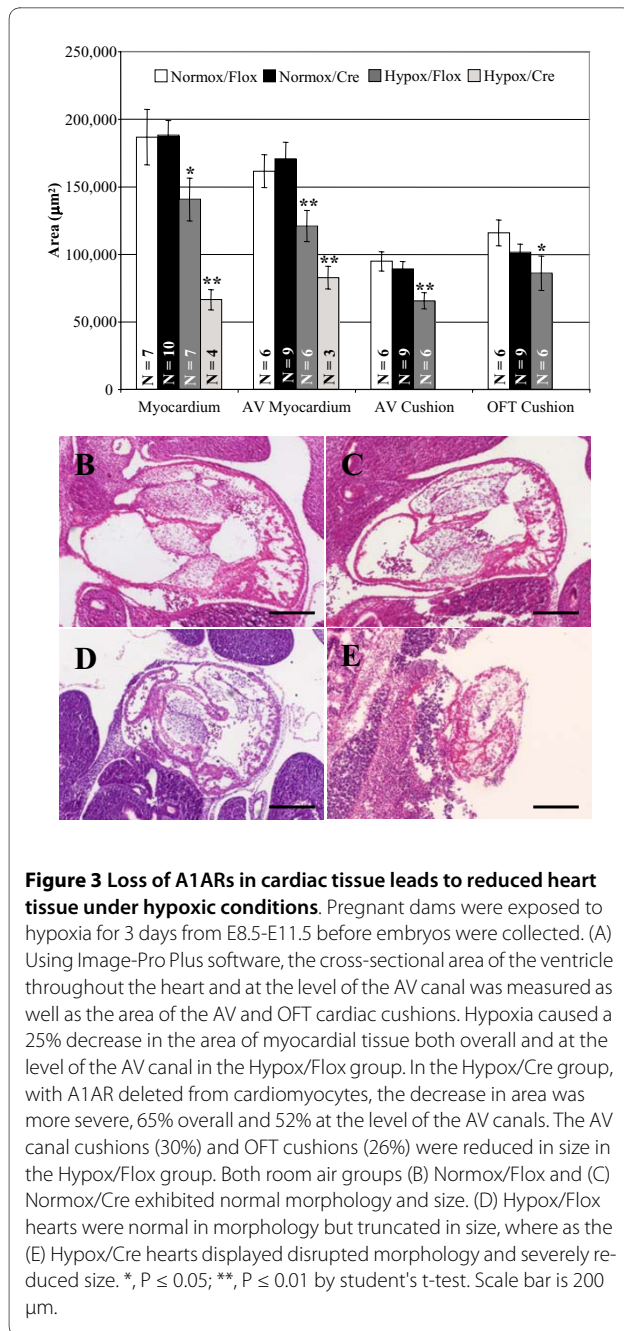 250,000
Normox/Flox Normox/Cre Hypox/Flox Hypox/Cre
200,000
150,000
100,000
50,000
0
Area (µm²)
* ** ** ** ** *
N = 7 N = 10 N = 7 N = 4 N = 6 N = 9 N = 6 N = 3 N = 6 N = 9 N = 6 N = 6 N = 9 N = 6
Myocardium AV Myocardium AV Cushion OFT Cushion
B C
D E
Figure 3 Loss of A1ARs in cardiac tissue leads to reduced heart
tissue under hypoxic conditions. Pregnant dams were exposed to
hypoxia for 3 days from E8.5-E11.5 before embryos were collected. (A)
Using Image-Pro Plus software, the cross-sectional area of the ventricle
throughout the heart and at the level of the AV canal was measured as
well as the area of the AV and OFT cardiac cushions. Hypoxia caused a
25% decrease in the area of myocardial tissue both overall and at the
level of the AV canal in the Hypox/Flox group. In the Hypox/Cre group,
with A1AR deleted from cardiomyocytes, the decrease in area was
more severe, 65% overall and 52% at the level of the AV canals. The AV
canal cushions (30%) and OFT cushions (26%) were reduced in size in
the Hypox/Flox group. Both room air groups (B) Normox/Flox and (C)
Normox/Cre exhibited normal morphology and size. (D) Hypox/Flox
hearts were normal in morphology but truncated in size, where as the
(E) Hypox/Cre hearts displayed disrupted morphology and severely re-
duced size. *, P ≤ 0.05; **, P ≤ 0.01 by student's t-test. Scale bar is 200
µm.